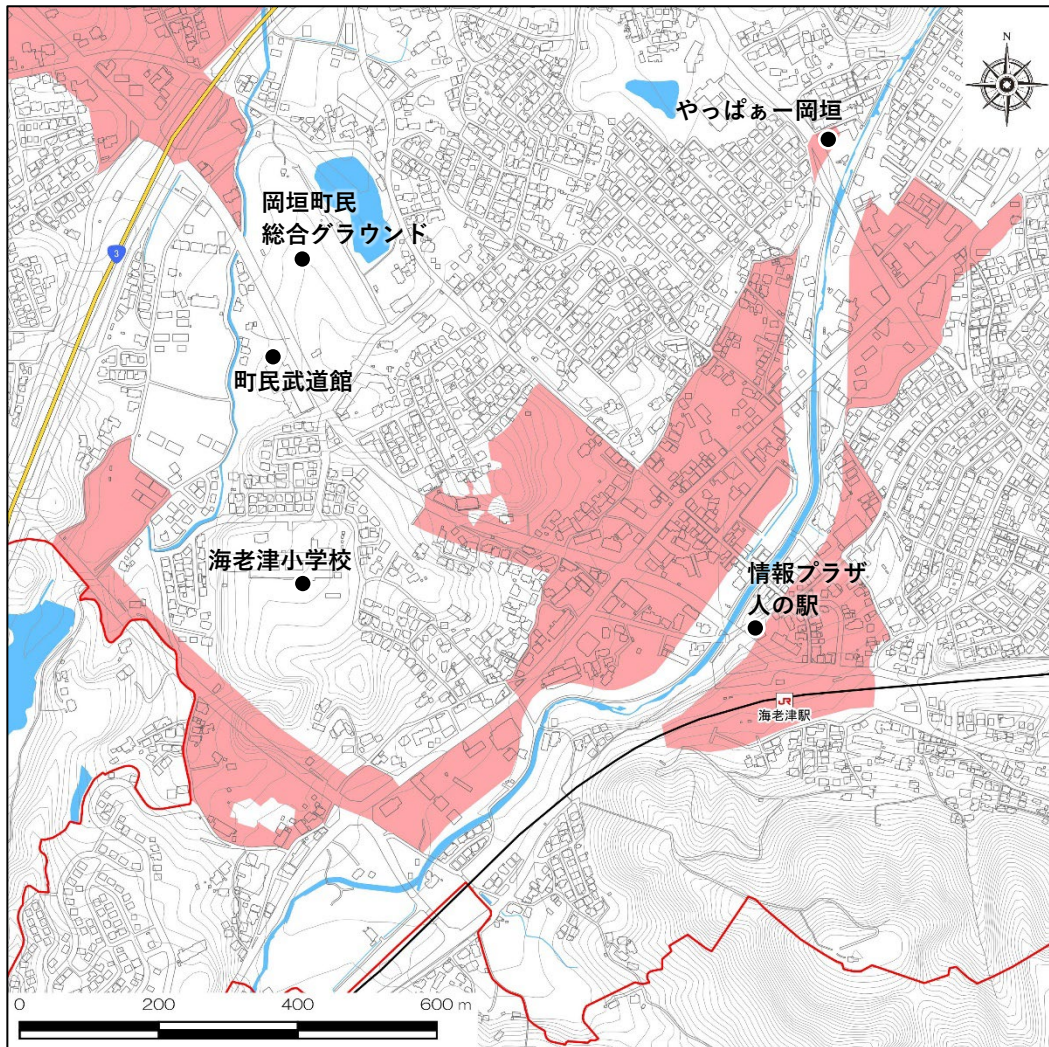 N
やっぱぁー岡垣
岡垣町民
総合グラウンド
3
町民武道館
海老津小学校
情報プラザ
人の駅
JR
海老津駅
0 200 400 600 m